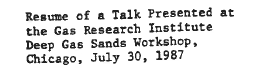 Resume of a Talk Presented at
the Gas Research Institute
Deep Gas Sands Workshop,
Chicago, July 30, 1987